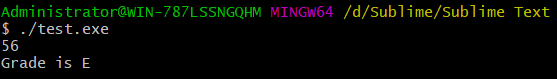 Administrator@WIN-787LSSNGQHM MINGW64 /d/Sublime/Sublime Text
$ ./test.exe
56
Grade is E